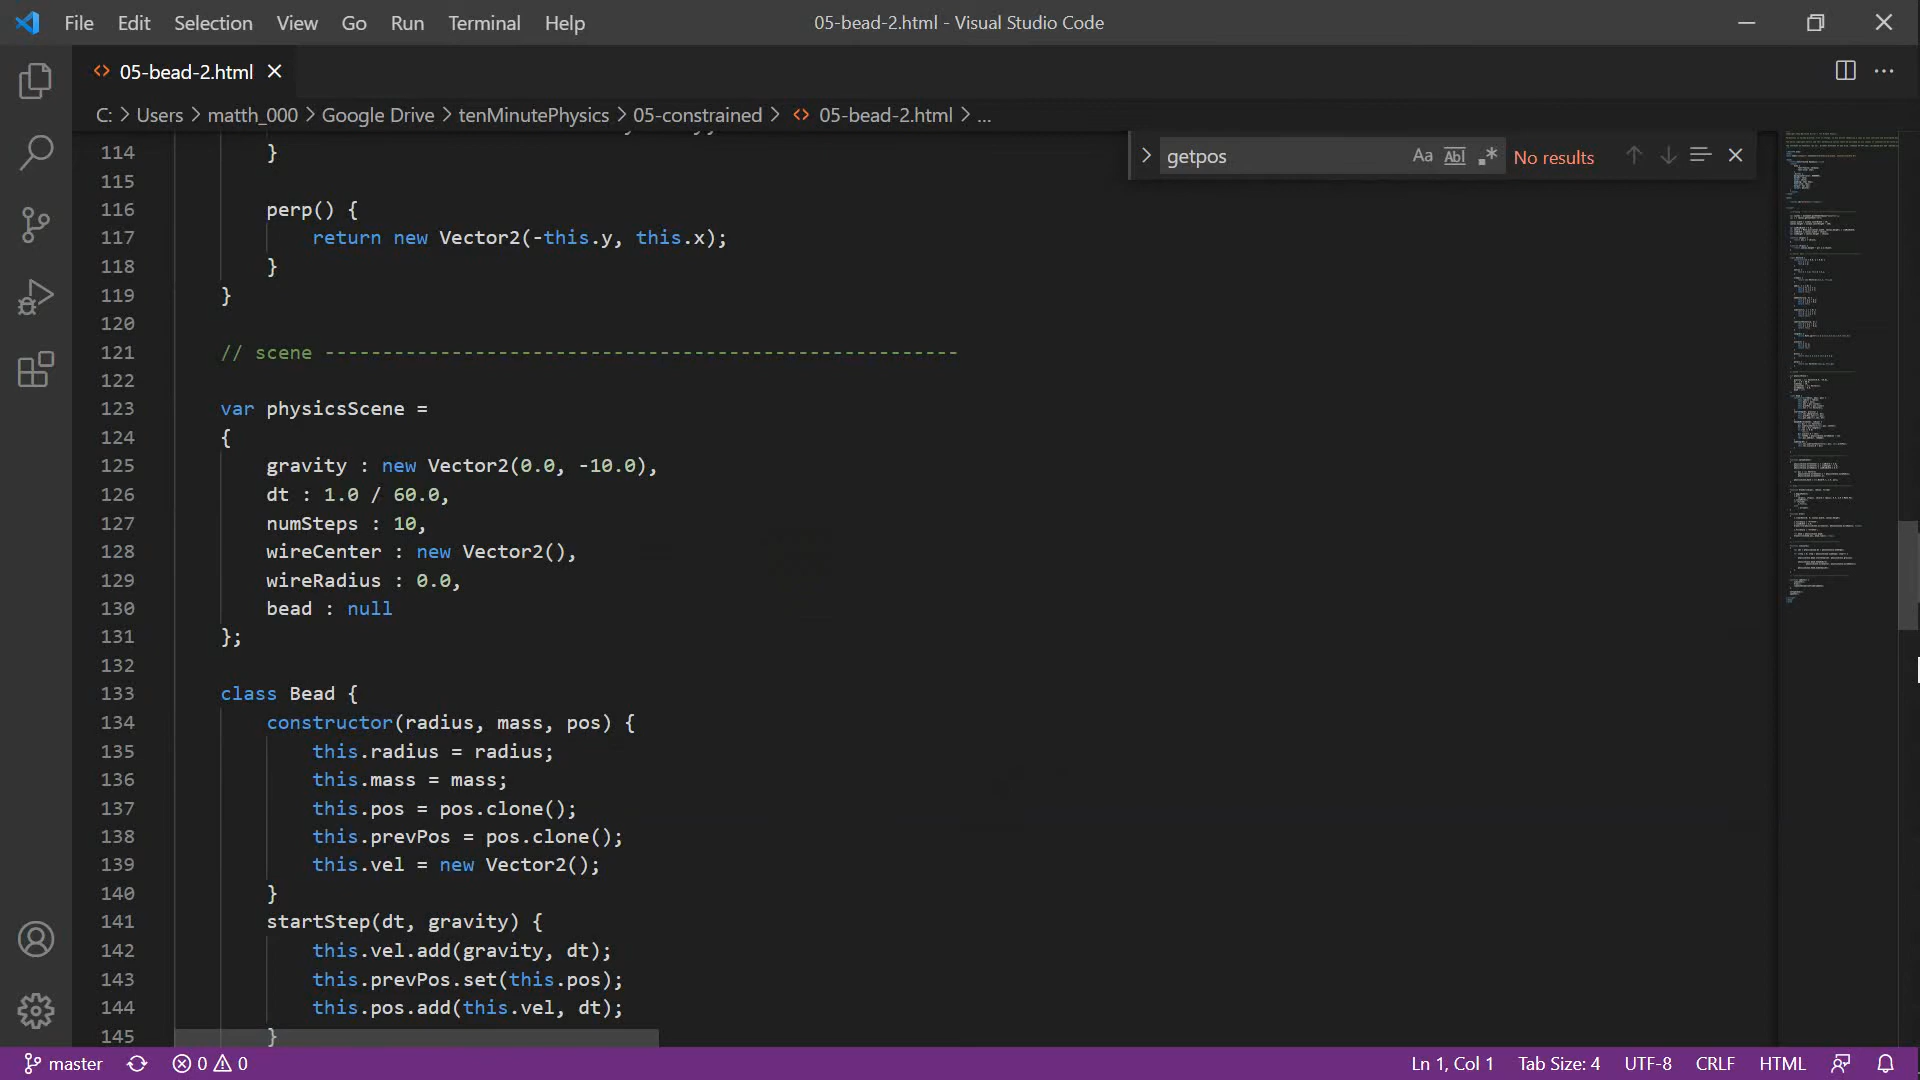 File Edit Selection View Go Run Terminal Help 05-bead-2.html - Visual Studio Code
05-bead-2.html
C: > Users > matth_000 > Google Drive > tenMinutePhysics > 05-constrained > 05-bead-2.html > ...
getpos Aa Abl .* No results
114 }
115
116 perp() {
117 return new Vector2(-this.y, this.x);
118 }
119 }
120
121 // scene -------------------------------------------------------
122
123 var physicsScene =
124 {
125 gravity : new Vector2(0.0, -10.0),
126 dt : 1.0 / 60.0,
127 numSteps : 10,
128 wireCenter : new Vector2(),
129 wireRadius : 0.0,
130 bead : null
131 };
132
133 class Bead {
134 constructor(radius, mass, pos) {
135 this.radius = radius;
136 this.mass = mass;
137 this.pos = pos.clone();
138 this.prevPos = pos.clone();
139 this.vel = new Vector2();
140 }
141 startStep(dt, gravity) {
142 this.vel.add(gravity, dt);
143 this.prevPos.set(this.pos);
144 this.pos.add(this.vel, dt);
145 }
master 0 0 Ln 1, Col 1 Tab Size: 4 UTF-8 CRLF HTML